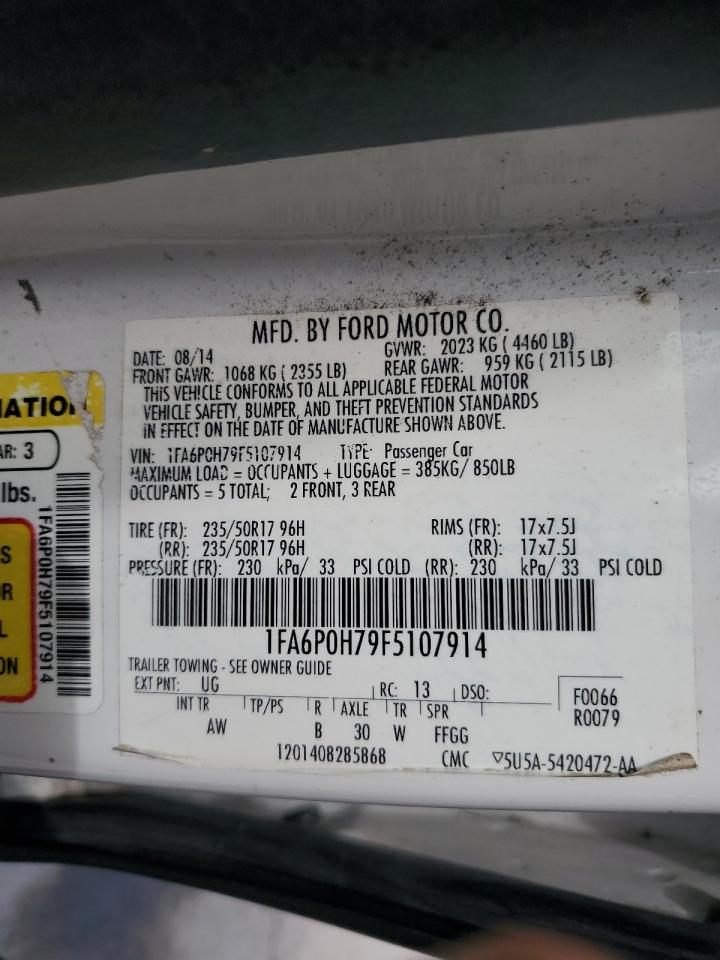 MFD. BY FORD MOTOR CO.
DATE: 08/14 GVWR: 2023 KG ( 4460 LB)
FRONT GAWR: 1068 KG ( 2355 LB) REAR GAWR: 959 KG ( 2115 LB)
THIS VEHICLE CONFORMS TO ALL APPLICABLE FEDERAL MOTOR
VEHICLE SAFETY, BUMPER, AND THEFT PREVENTION STANDARDS
IN EFFECT ON THE DATE OF MANUFACTURE SHOWN ABOVE.
VIN: 1FA6P0H79F5107914 TYPE: Passenger Car
MAXIMUM LOAD = OCCUPANTS + LUGGAGE = 385KG/ 850LB
OCCUPANTS = 5 TOTAL; 2 FRONT, 3 REAR
TIRE (FR): 235/50R17 96H RIMS (FR): 17x7.5J
(RR): 235/50R17 96H (RR): 17x7.5J
PRESSURE (FR): 230 kPa/ 33 PSI COLD (RR): 230 kPa/ 33 PSI COLD
1FA6P0H79F5107914
TRAILER TOWING - SEE OWNER GUIDE
EXT PNT: UG RC: 13 DSO: F0066
R0079
INT TR TP/PS R AXLE TR SPR
AW B 30 W FFGG
1201408285868 CMC ▽5U5A-5420472-AA
MATION
AR: 3
lbs.
1FA6P0H79F5107914
S
OR
L
ON